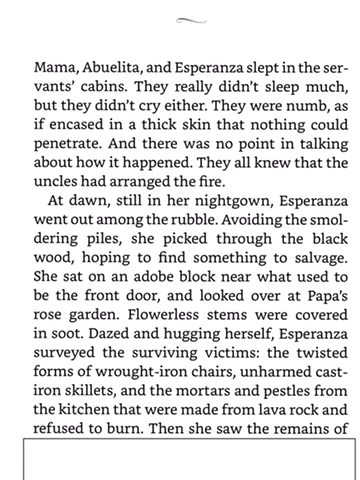 Mama, Abuelita, and Esperanza slept in the ser-
vants' cabins. They really didn't sleep much,
but they didn't cry either. They were numb, as
if encased in a thick skin that nothing could
penetrate. And there was no point in talking
about how it happened. They all knew that the
uncles had arranged the fire.
At dawn, still in her nightgown, Esperanza
went out among the rubble. Avoiding the smol-
dering piles, she picked through the black
wood, hoping to find something to salvage.
She sat on an adobe block near what used to
be the front door, and looked over at Papa's
rose garden. Flowerless stems were covered
in soot. Dazed and hugging herself, Esperanza
surveyed the surviving victims: the twisted
forms of wrought-iron chairs, unharmed cast-
iron skillets, and the mortars and pestles from
the kitchen that were made from lava rock and
refused to burn. Then she saw the remains of